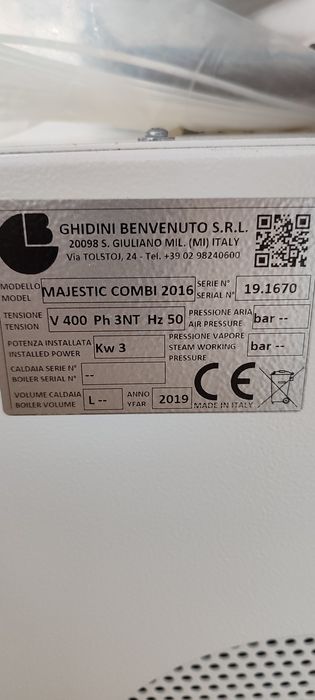 GHIDINI BENVENUTO S.R.L.
20098 S. GIULIANO MIL. (MI) ITALY
Via TOLSTOJ, 24 - Tel. +39 02 98240600
MODELLO MAJESTIC COMBI 2016 SERIE N° 19.1670
MODEL SERIAL N°
TENSIONE V 400 Ph 3NT Hz 50 PRESSIONE ARIA bar --
TENSION AIR PRESSURE
POTENZA INSTALLATA Kw 3 PRESSIONE VAPORE bar --
INSTALLED POWER STEAM WORKING
PRESSURE
CALDAIA SERIE N° --
BOILER SERIAL N°
VOLUME CALDAIA L -- ANNO 2019 CE
BOILER VOLUME YEAR MADE IN ITALY